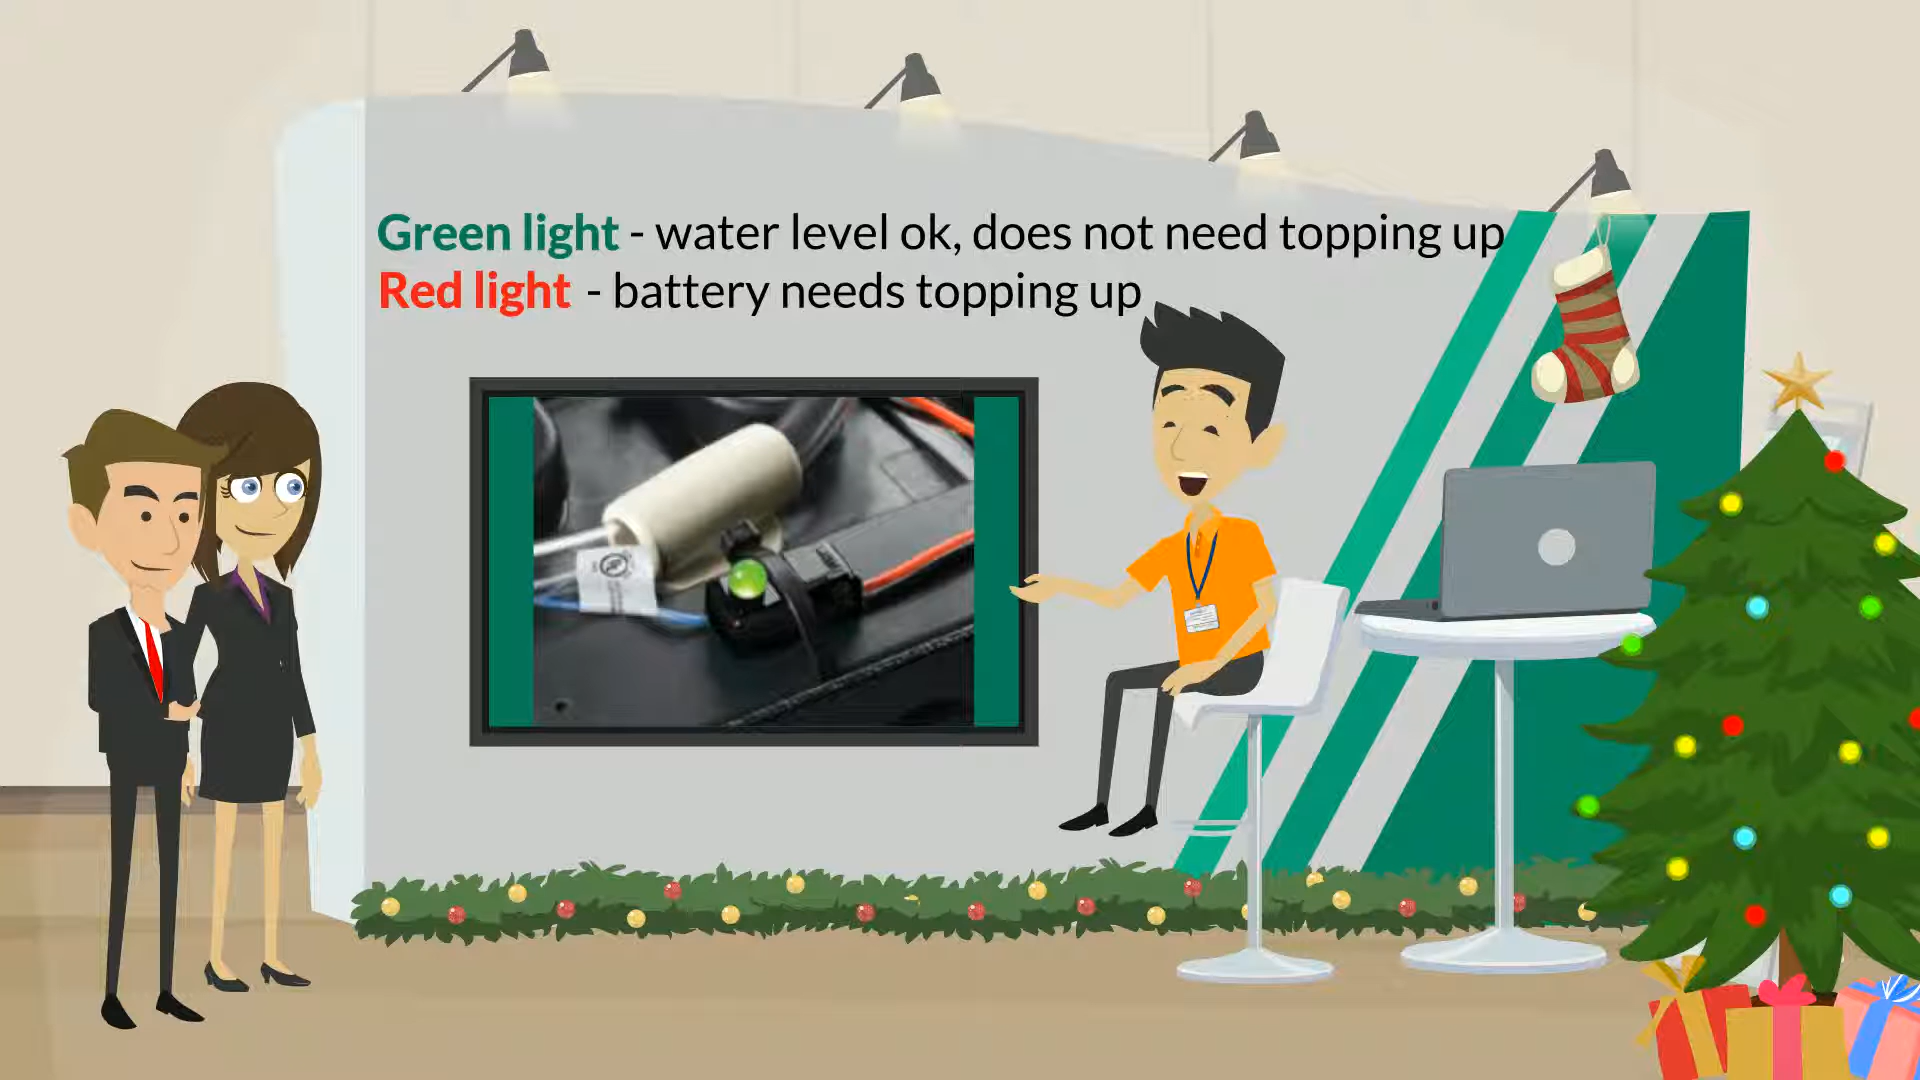 Green light - water level ok, does not need topping up
Red light - battery needs topping up